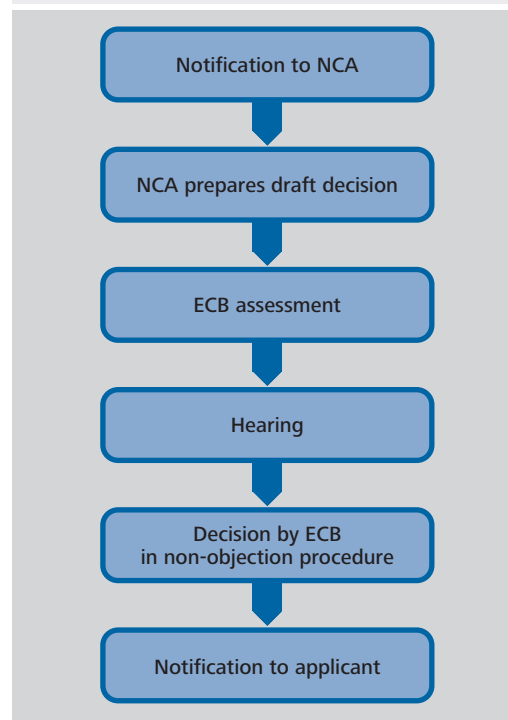 Notification to NCA
NCA prepares draft decision
ECB assessment
Hearing
Decision by ECB
in non-objection procedure
Notification to applicant